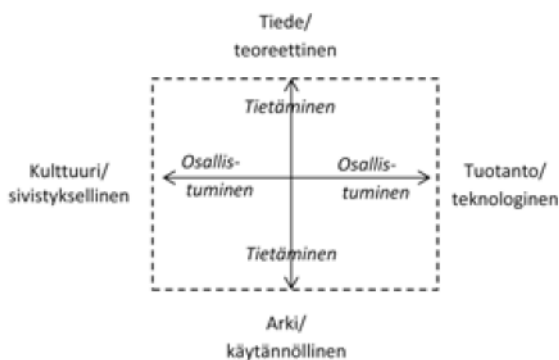 Tiede/
teoreettinen
Tietäminen
Kulttuuri/
sivistyksellinen
Osallis-
tuminen
Osallis-
tuminen
Tuotanto/
teknologinen
Tietäminen
Arki/
käytännöllinen